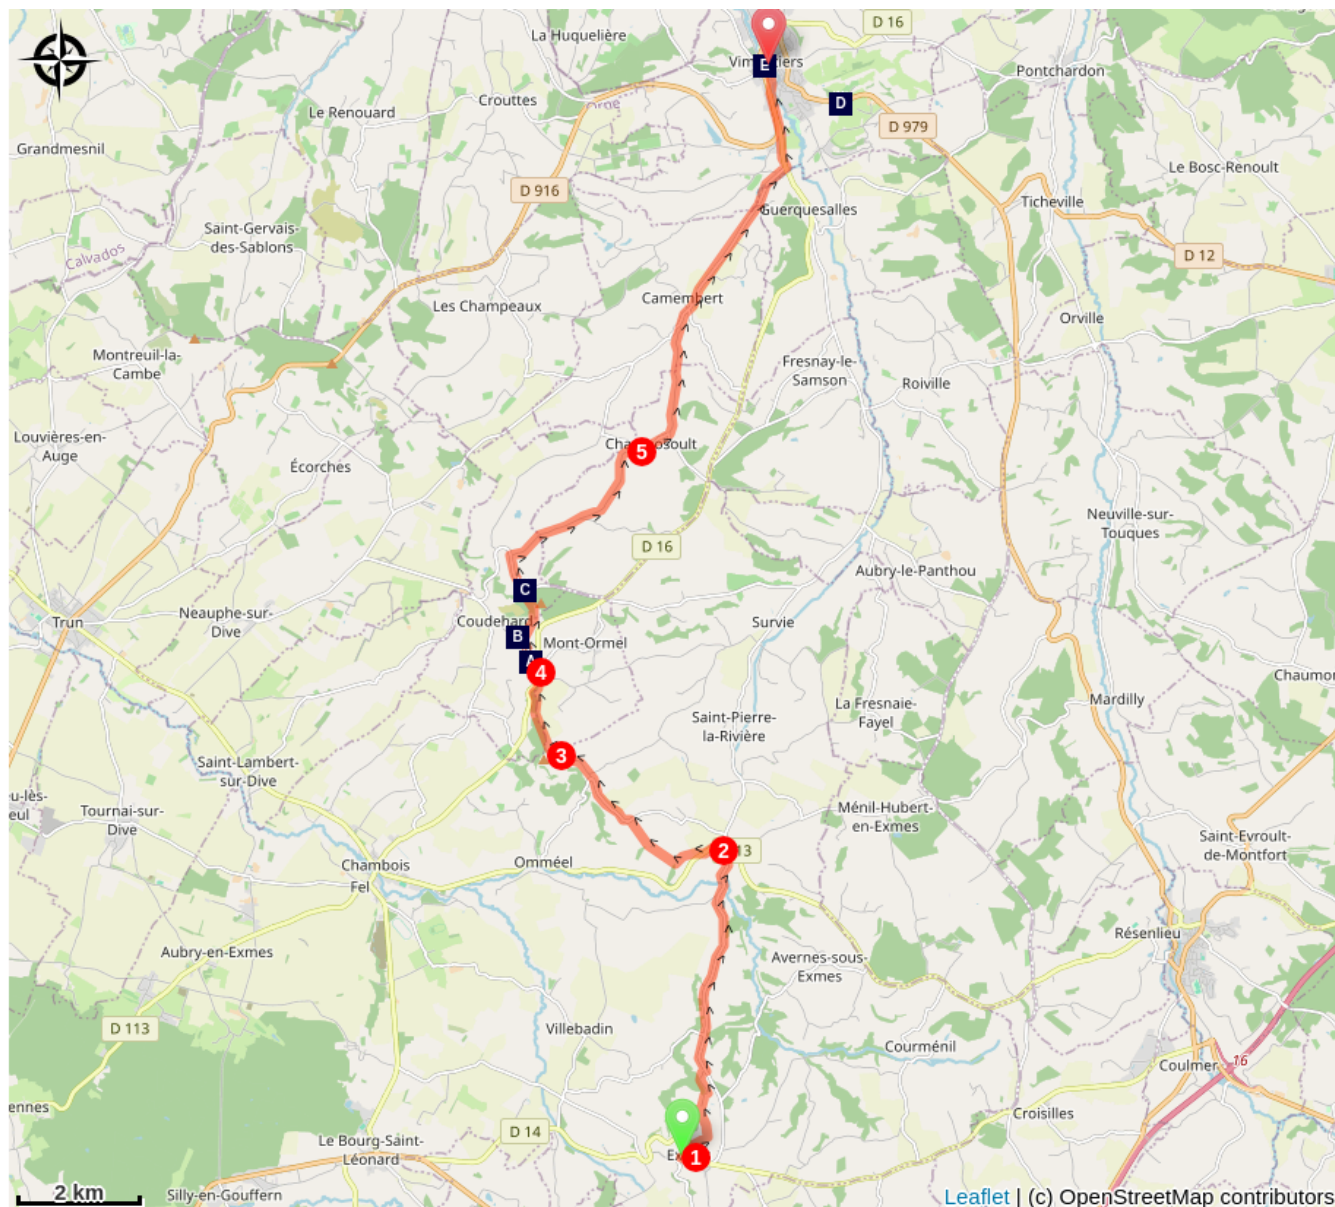 D 16
La Huquelière
E
Pontchardon
Crouttes
Orne
D
Le Renouard
D 979
Grandmesnil
Le Bosc-Renoult
D 916
Ticheville
Guerquesalles
Saint-Gervais-
des-Sablons
Calvados
D 12
Camembert
Les Champeaux
Orville
Montreuil-la-
Cambe
Fresnay-le-
Samson
Roiville
Louvières-en-
Auge
5
Écorches
Neuville-sur-
Touques
D 16
Aubry-le-Panthou
C
Trun
Neauphe-sur-
Dive
Coudehard
Survie
B
Mont-Ormel
A
4
Chaumo
Mardilly
La Fresnaie-
Fayel
Saint-Pierre-
la-Rivière
3
Saint-Lambert-
sur-Dive
Tournai-sur-
Dive
Ménil-Hubert-
en-Exmes
Saint-Evroult-
de-Montfort
2
13
Omméel
Chambois
Fel
Résenlieu
Aubry-en-Exmes
Avernes-sous-
Exmes
D 113
Villebadin
Courménil
16
Coulmer
ennes
Croisilles
D 14
Le Bourg-Saint-
Léonard
1
2 km
Silly-en-Gouffern
Leaflet | (c) OpenStreetMap contributors